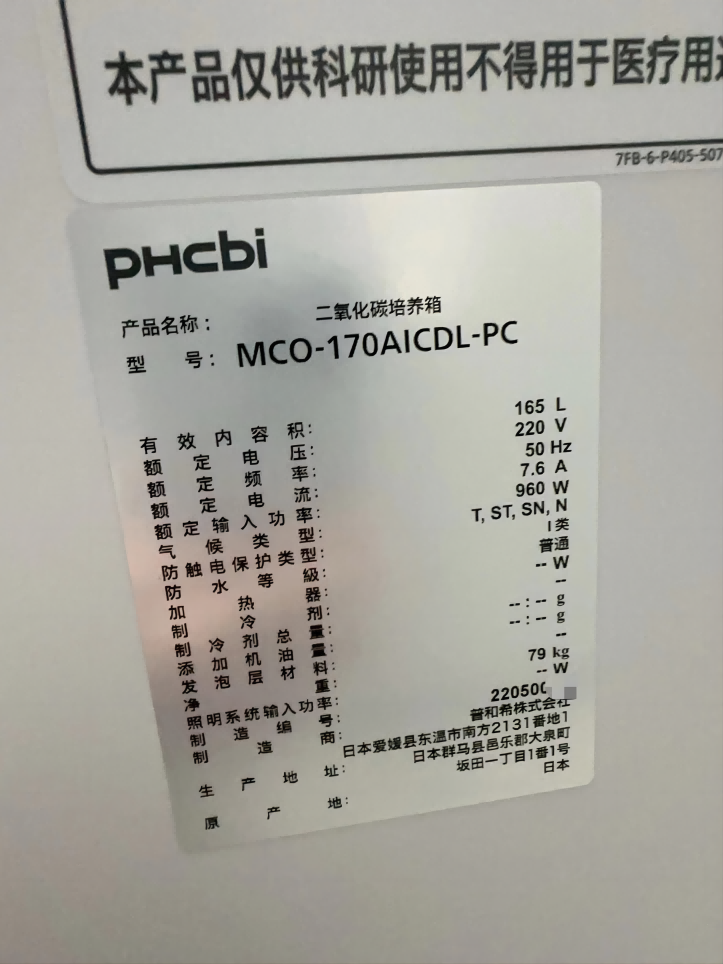 本产品仅供科研使用不得用于医疗用
7FB-6-P405-507
PHCbi
产品名称： 二氧化碳培养箱
型 号： MCO-170AICDL-PC
有效内容积： 165 L
额定电压： 220 V
额定频率： 50 Hz
额定电流： 7.6 A
额定输入功率： 960 W
气候类型： T, ST, SN, N
防触电保护类型： I 类
防水等級： 普通
加热器： -- W
制冷剂： --
制冷剂总量： -- : -- g
添加机油量： -- : -- g
发泡层材料： --
净重： 79 kg
照明系统输入功率： -- W
制造编号： 220500
制造商： 普和希株式会社
生产地址： 日本爱媛县东温市南方2131番地1
日本群马县邑乐郡大泉町
坂田一丁目1番1号
原产地： 日本